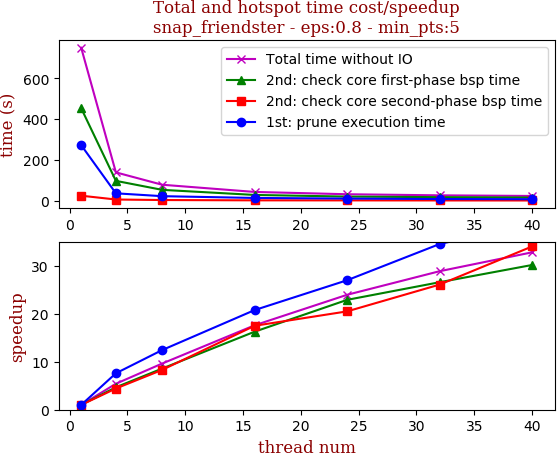 Total and hotspot time cost/speedup
snap_friendster - eps:0.8 - min_pts:5
time (s)
600
400
200
0
Total time without IO
2nd: check core first-phase bsp time
2nd: check core second-phase bsp time
1st: prune execution time
0 5 10 15 20 25 30 35 40
speedup
30
20
10
0
0 5 10 15 20 25 30 35 40
thread num